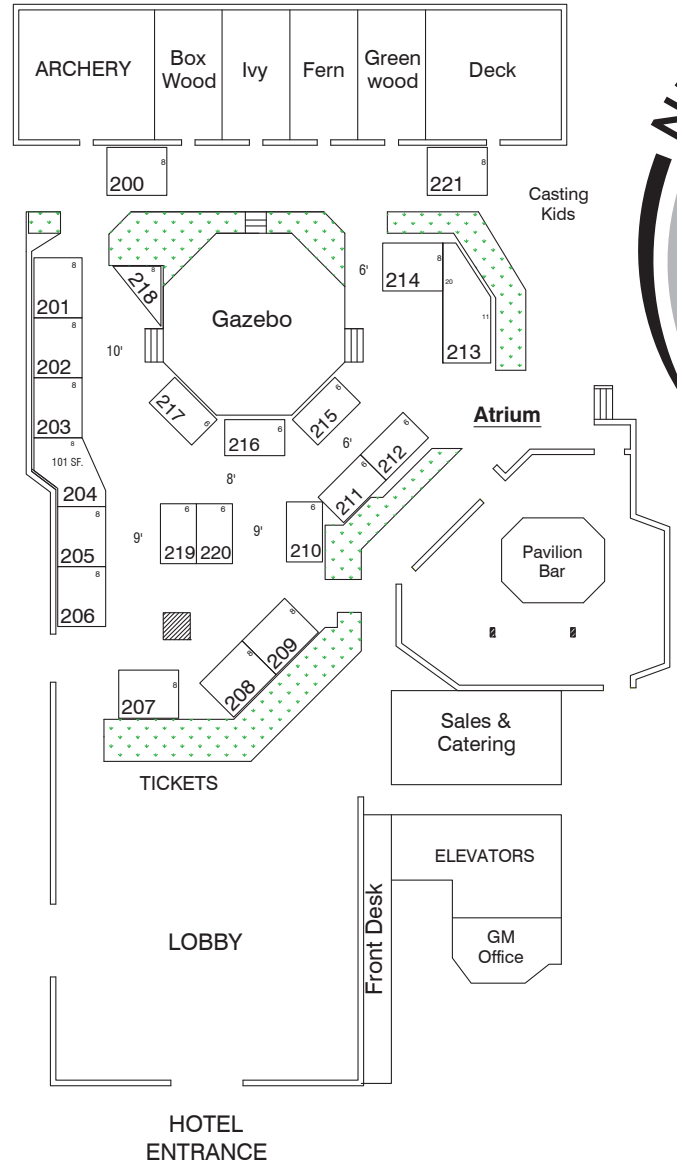 ARCHERY
Box
Wood
Ivy
Fern
Green
wood
Deck
8
200
8
221
Casting
Kids
8
201
8
202
8
203
8
101 SF.
204
8
205
8
206
10'
8
218
Gazebo
6'
8
214
20
11
213
6
217
6
216
6
215
6'
8'
Atrium
212
211
9'
6
219
6
220
9'
6
210
Pavilion
Bar
8
209
8
208
8
207
TICKETS
Sales &
Catering
ELEVATORS
GM
Office
Front Desk
LOBBY
HOTEL
ENTRANCE